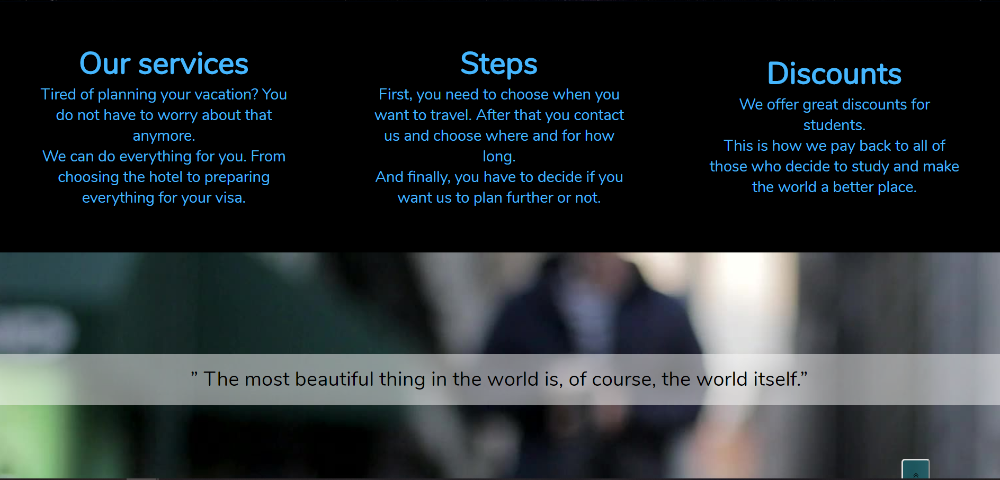 Our services
Tired of planning your vacation? You
do not have to worry about that
anymore.
We can do everything for you. From
choosing the hotel to preparing
everything for your visa.
Steps
First, you need to choose when you
want to travel. After that you contact
us and choose where and for how
long.
And finally, you have to decide if you
want us to plan further or not.
Discounts
We offer great discounts for
students.
This is how we pay back to all of
those who decide to study and make
the world a better place.
” The most beautiful thing in the world is, of course, the world itself.”